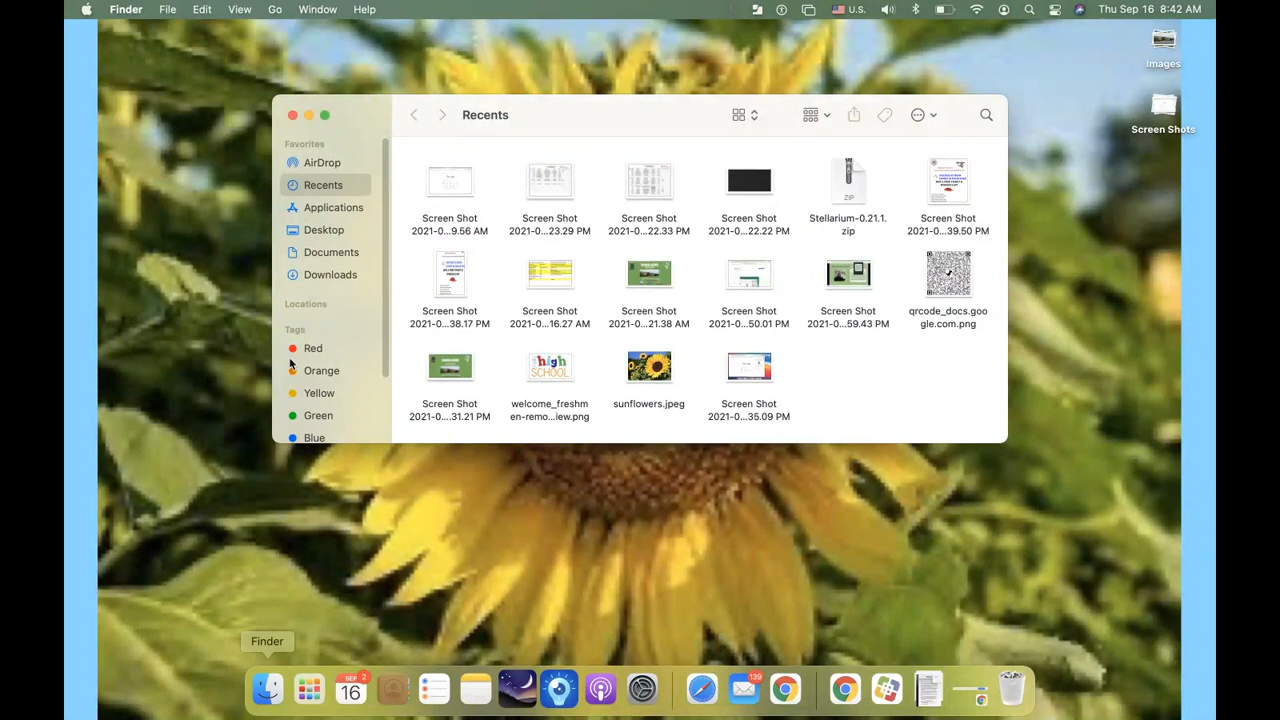 Finder File Edit View Go Window Help U.S. Thu Sep 16 8:42 AM
Images
Screen Shots
Recents
Favorites
AirDrop
Recents
Applications
Desktop
Documents
Downloads
Locations
Tags
Red
Orange
Yellow
Green
Blue
Screen Shot
2021-0...9.56 AM
Screen Shot
2021-0...23.29 PM
Screen Shot
2021-0...22.33 PM
Screen Shot
2021-0...22.22 PM
ZIP
Stellarium-0.21.1.
zip
Screen Shot
2021-0...39.50 PM
Screen Shot
2021-0...38.17 PM
Screen Shot
2021-0...16.27 AM
Screen Shot
2021-0...21.38 AM
Screen Shot
2021-0...50.01 PM
Screen Shot
2021-0...59.43 PM
qrcode_docs.goo
gle.com.png
Screen Shot
2021-0...31.21 PM
high
SCHOOL
welcome_freshm
en-remo...iew.png
sunflowers.jpeg
Screen Shot
2021-0...35.09 PM
Finder
SEP
16
2
139